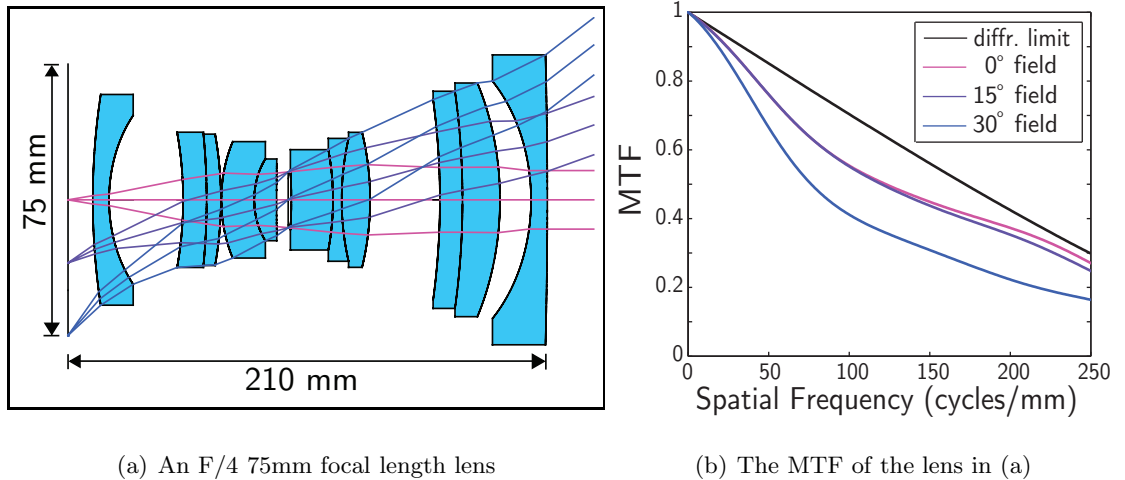 75 mm
210 mm
(a) An F/4 75mm focal length lens
MTF
1
0.8
0.6
0.4
0.2
0
0
50
100
150
200
250
Spatial Frequency (cycles/mm)
diffr. limit
0° field
15° field
30° field
(b) The MTF of the lens in (a)